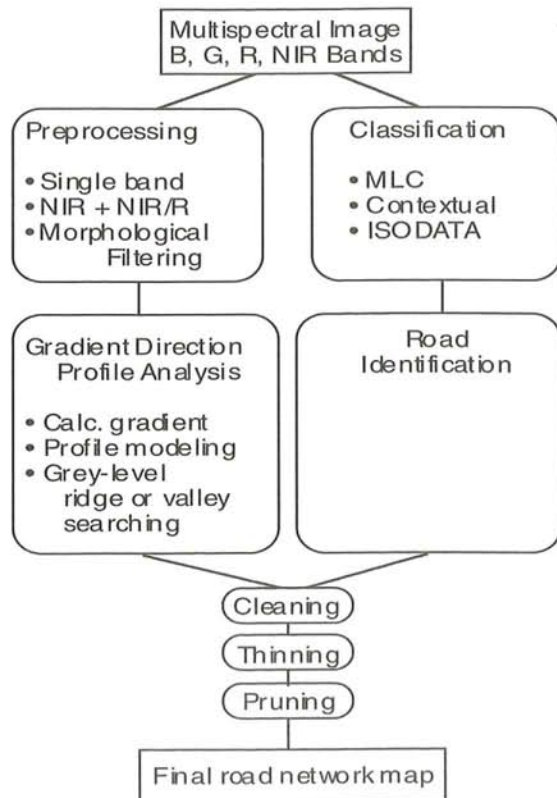 Multispectral Image
B, G, R, NIR Bands
Preprocessing
• Single band
• NIR + NIR/R
• Morphological
Filtering
Classification
• MLC
• Contextual
• ISODATA
Gradient Direction
Profile Analysis
• Calc. gradient
• Profile modeling
• Grey-level
ridge or valley
searching
Road
Identification
Cleaning
Thinning
Pruning
Final road network map